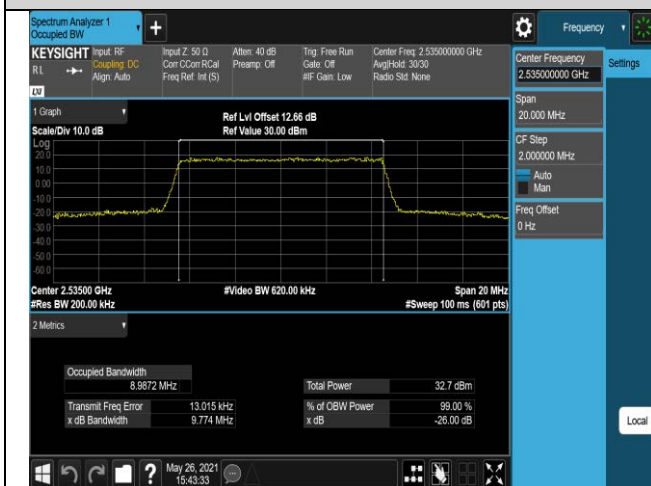 Spectrum Analyzer 1
Occupied BW
+
Frequency
KEYSIGHT
Input: RF
Coupling: DC
Align: Auto
Input Z: 50 Ω
Corr CCorr RCal
Freq Ref: Int (S)
Atten: 40 dB
Preamp: Off
Trig: Free Run
Gate: Off
#IF Gain: Low
Center Freq: 2.535000000 GHz
Avg|Hold: 30/30
Radio Std: None
RL
LXI
Center Frequency
2.535000000 GHz
Settings
Span
20.000 MHz
CF Step
2.000000 MHz
Auto
Man
Freq Offset
0 Hz
1 Graph
Scale/Div 10.0 dB
Ref Lvl Offset 12.66 dB
Ref Value 30.00 dBm
Log
20.0
10.0
0.00
-10.0
-20.0
-30.0
-40.0
-50.0
-60.0
Center 2.53500 GHz
#Res BW 200.00 kHz
#Video BW 620.00 kHz
Span 20 MHz
#Sweep 100 ms (601 pts)
2 Metrics
Occupied Bandwidth
8.9872 MHz
Transmit Freq Error 13.015 kHz
x dB Bandwidth 9.774 MHz
Total Power 32.7 dBm
% of OBW Power 99.00 %
x dB -26.00 dB
Local
?
May 26, 2021
15:43:33